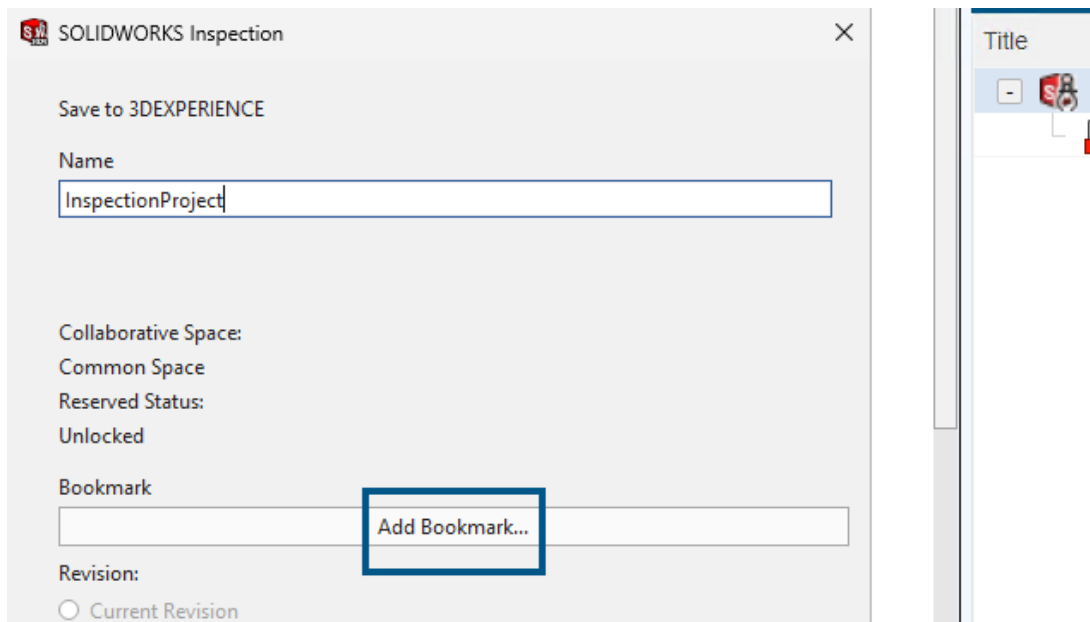 SOLIDWORKS Inspection
Save to 3DEXPERIENCE
Name
InspectionProject
Collaborative Space:
Common Space
Reserved Status:
Unlocked
Bookmark
Add Bookmark...
Revision:
Current Revision
Title